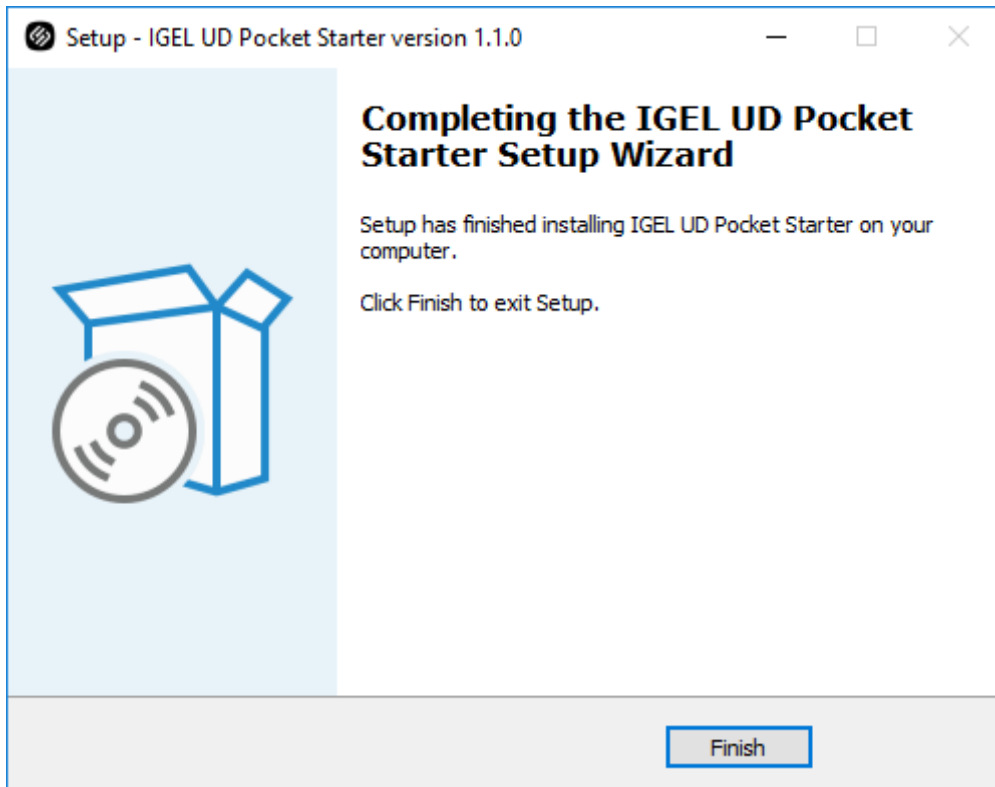 Setup - IGEL UD Pocket Starter version 1.1.0
Completing the IGEL UD Pocket
Starter Setup Wizard
Setup has finished installing IGEL UD Pocket Starter on your
computer.
Click Finish to exit Setup.
Finish